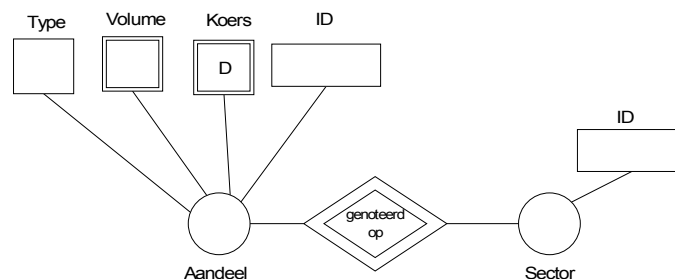 Type
Volume
Koers
ID
D
ID
genoteerd
op
Aandeel
Sector